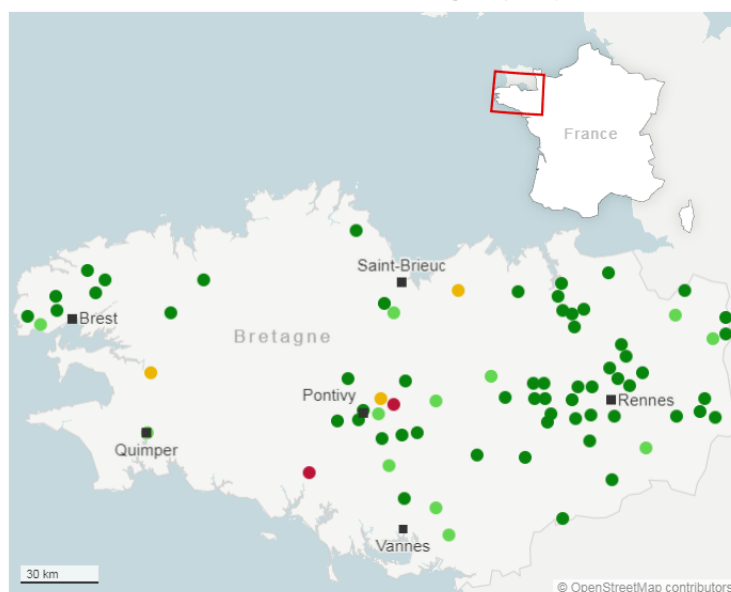 France
Saint-Brieuc
Brest
Bretagne
Pontivy
Rennes
Quimper
Vannes
30 km
© OpenStreetMap contributors